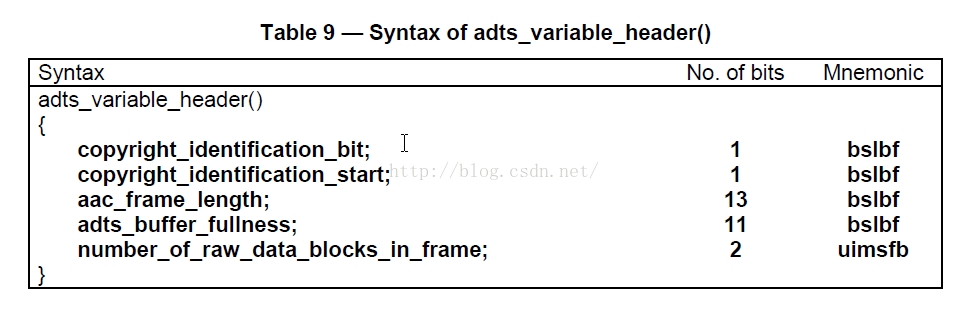 Table 9 — Syntax of adts_variable_header()
Syntax No. of bits Mnemonic
adts_variable_header()
{
copyright_identification_bit; 1 bslbf
copyright_identification_start; 1 bslbf
http://blog.csdn.net/
aac_frame_length; 13 bslbf
adts_buffer_fullness; 11 bslbf
number_of_raw_data_blocks_in_frame; 2 uimsfb
}